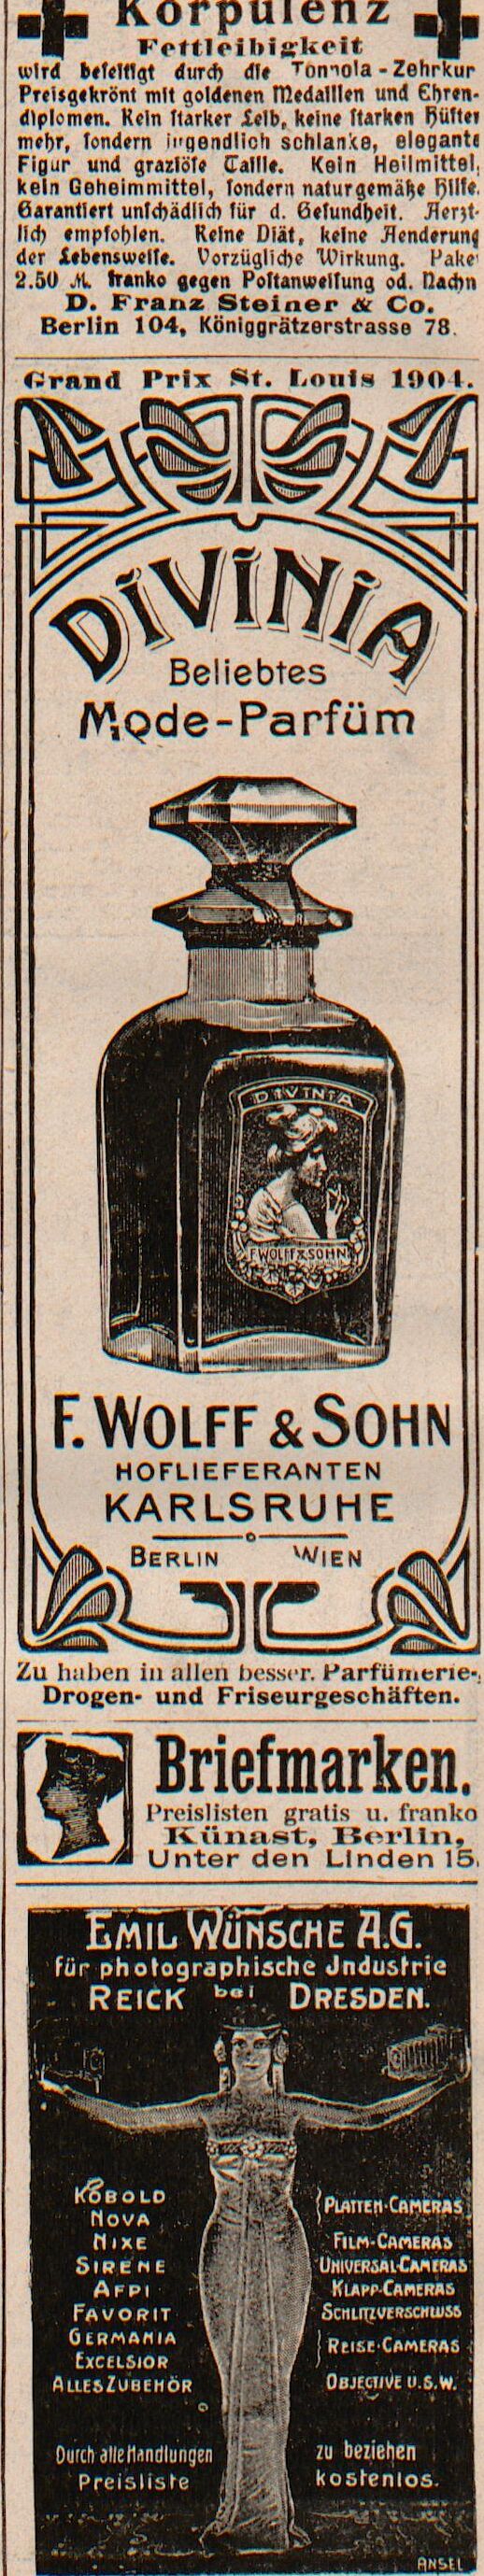 Korpulenz
Fettleibigkeit
wird beseitigt durch die Tonnola-Zehrkur
Preisgekrönt mit goldenen Medaillen und Ehren-
diplomen. Kein starker Leib, keine starken Hüften
mehr, sondern jugendlich schlanke, elegante
Figur und graziöse Taille. Kein Heilmittel,
kein Geheimmittel, sondern naturgemäße Hilfe.
Garantiert unschädlich für d. Gesundheit. Aerzt-
lich empfohlen. Keine Diät, keine Aenderung
der Lebensweise. Vorzügliche Wirkung. Paket
2.50 M. franko gegen Postanweisung od. Nachn
D. Franz Steiner & Co.
Berlin 104, Königgrätzerstrasse 78.
Grand Prix St. Louis 1904.
DIVINIA
Beliebtes
Mode-Parfüm
DIVINIA
F. WOLFF & SOHN
F. WOLFF & SOHN
HOFLIEFERANTEN
KARLSRUHE
BERLIN WIEN
Zu haben in allen besser. Parfümerie-,
Drogen- und Friseurgeschäften.
Briefmarken.
Preislisten gratis u. franko
Künast, Berlin,
Unter den Linden 15.
EMIL WÜNSCHE A.G.
für photographische Industrie
REICK bei DRESDEN.
KOBOLD
NOVA
NIXE
SIRENE
AFPI
FAVORIT
GERMANIA
EXCELSIOR
ALLES ZUBEHÖR
PLATTEN-CAMERAS
FILM-CAMERAS
UNIVERSAL-CAMERAS
KLAPP-CAMERAS
SCHLITZVERSCHLUSS
REISE-CAMERAS
OBJECTIVE U.S.W.
Durch alle Handlungen zu beziehen
Preisliste kostenlos.
ANSEL